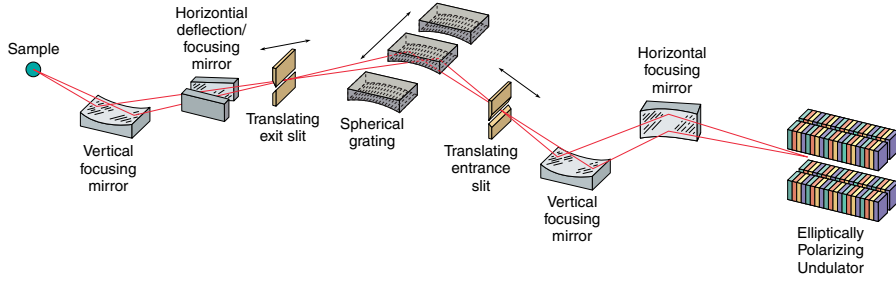 Sample
Horizontial
deflection/
focusing
mirror
Vertical
focusing
mirror
Translating
exit slit
Spherical
grating
Translating
entrance
slit
Vertical
focusing
mirror
Horizontal
focusing
mirror
Elliptically
Polarizing
Undulator